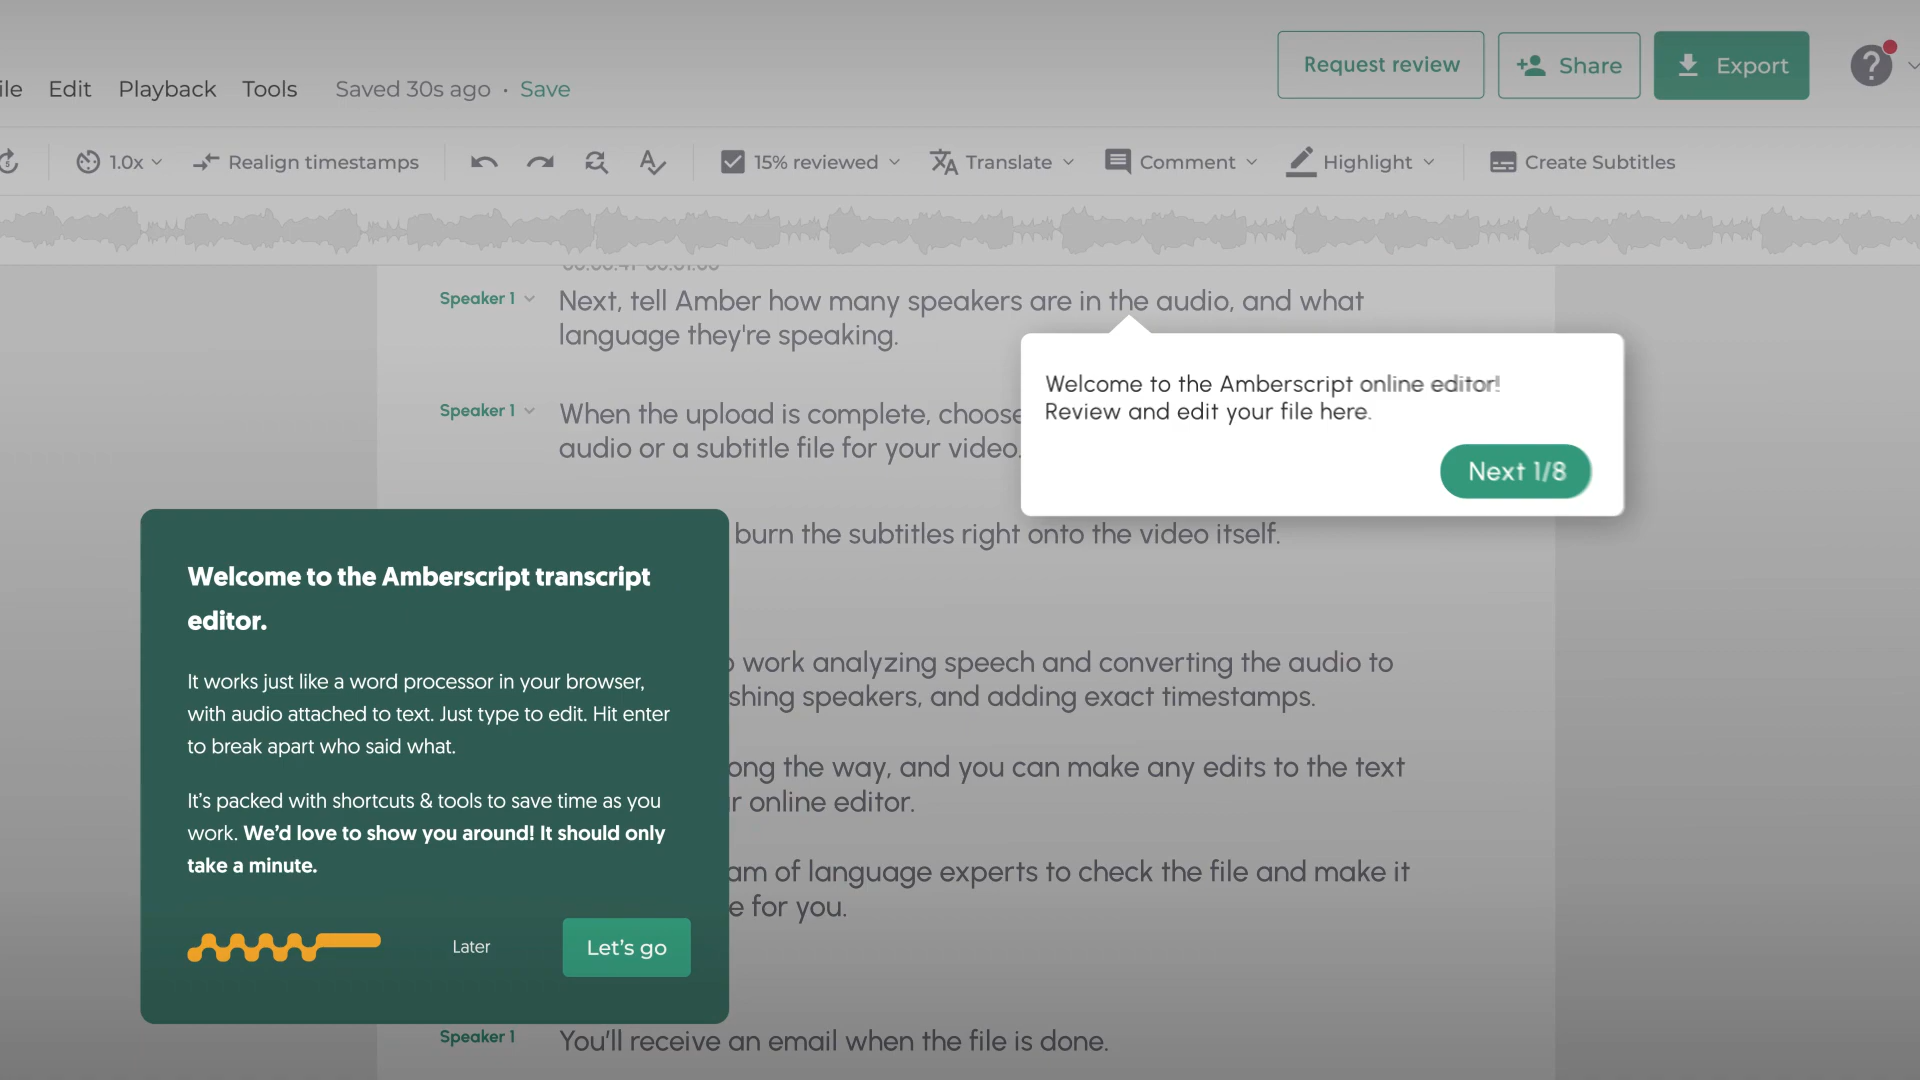 Request review
Share
Export
?
Edit
Playback
Tools
Saved 30s ago · Save
5
1.0x
Realign timestamps
15% reviewed
Translate
Comment
Highlight
Create Subtitles
Speaker 1
Next, tell Amber how many speakers are in the audio, and what
language they're speaking.
Welcome to the Amberscript online editor!
Review and edit your file here.
Next 1/8
Speaker 1
When the upload is complete, choose
audio or a subtitle file for your video.
burn the subtitles right onto the video itself.
Welcome to the Amberscript transcript
editor.
It works just like a word processor in your browser,
with audio attached to text. Just type to edit. Hit enter
to break apart who said what.
It's packed with shortcuts & tools to save time as you
work. We'd love to show you around! It should only
take a minute.
Later
Let's go
work analyzing speech and converting the audio to
speakers, and adding exact timestamps.
the way, and you can make any edits to the text
online editor.
of language experts to check the file and make it
for you.
Speaker 1
You'll receive an email when the file is done.